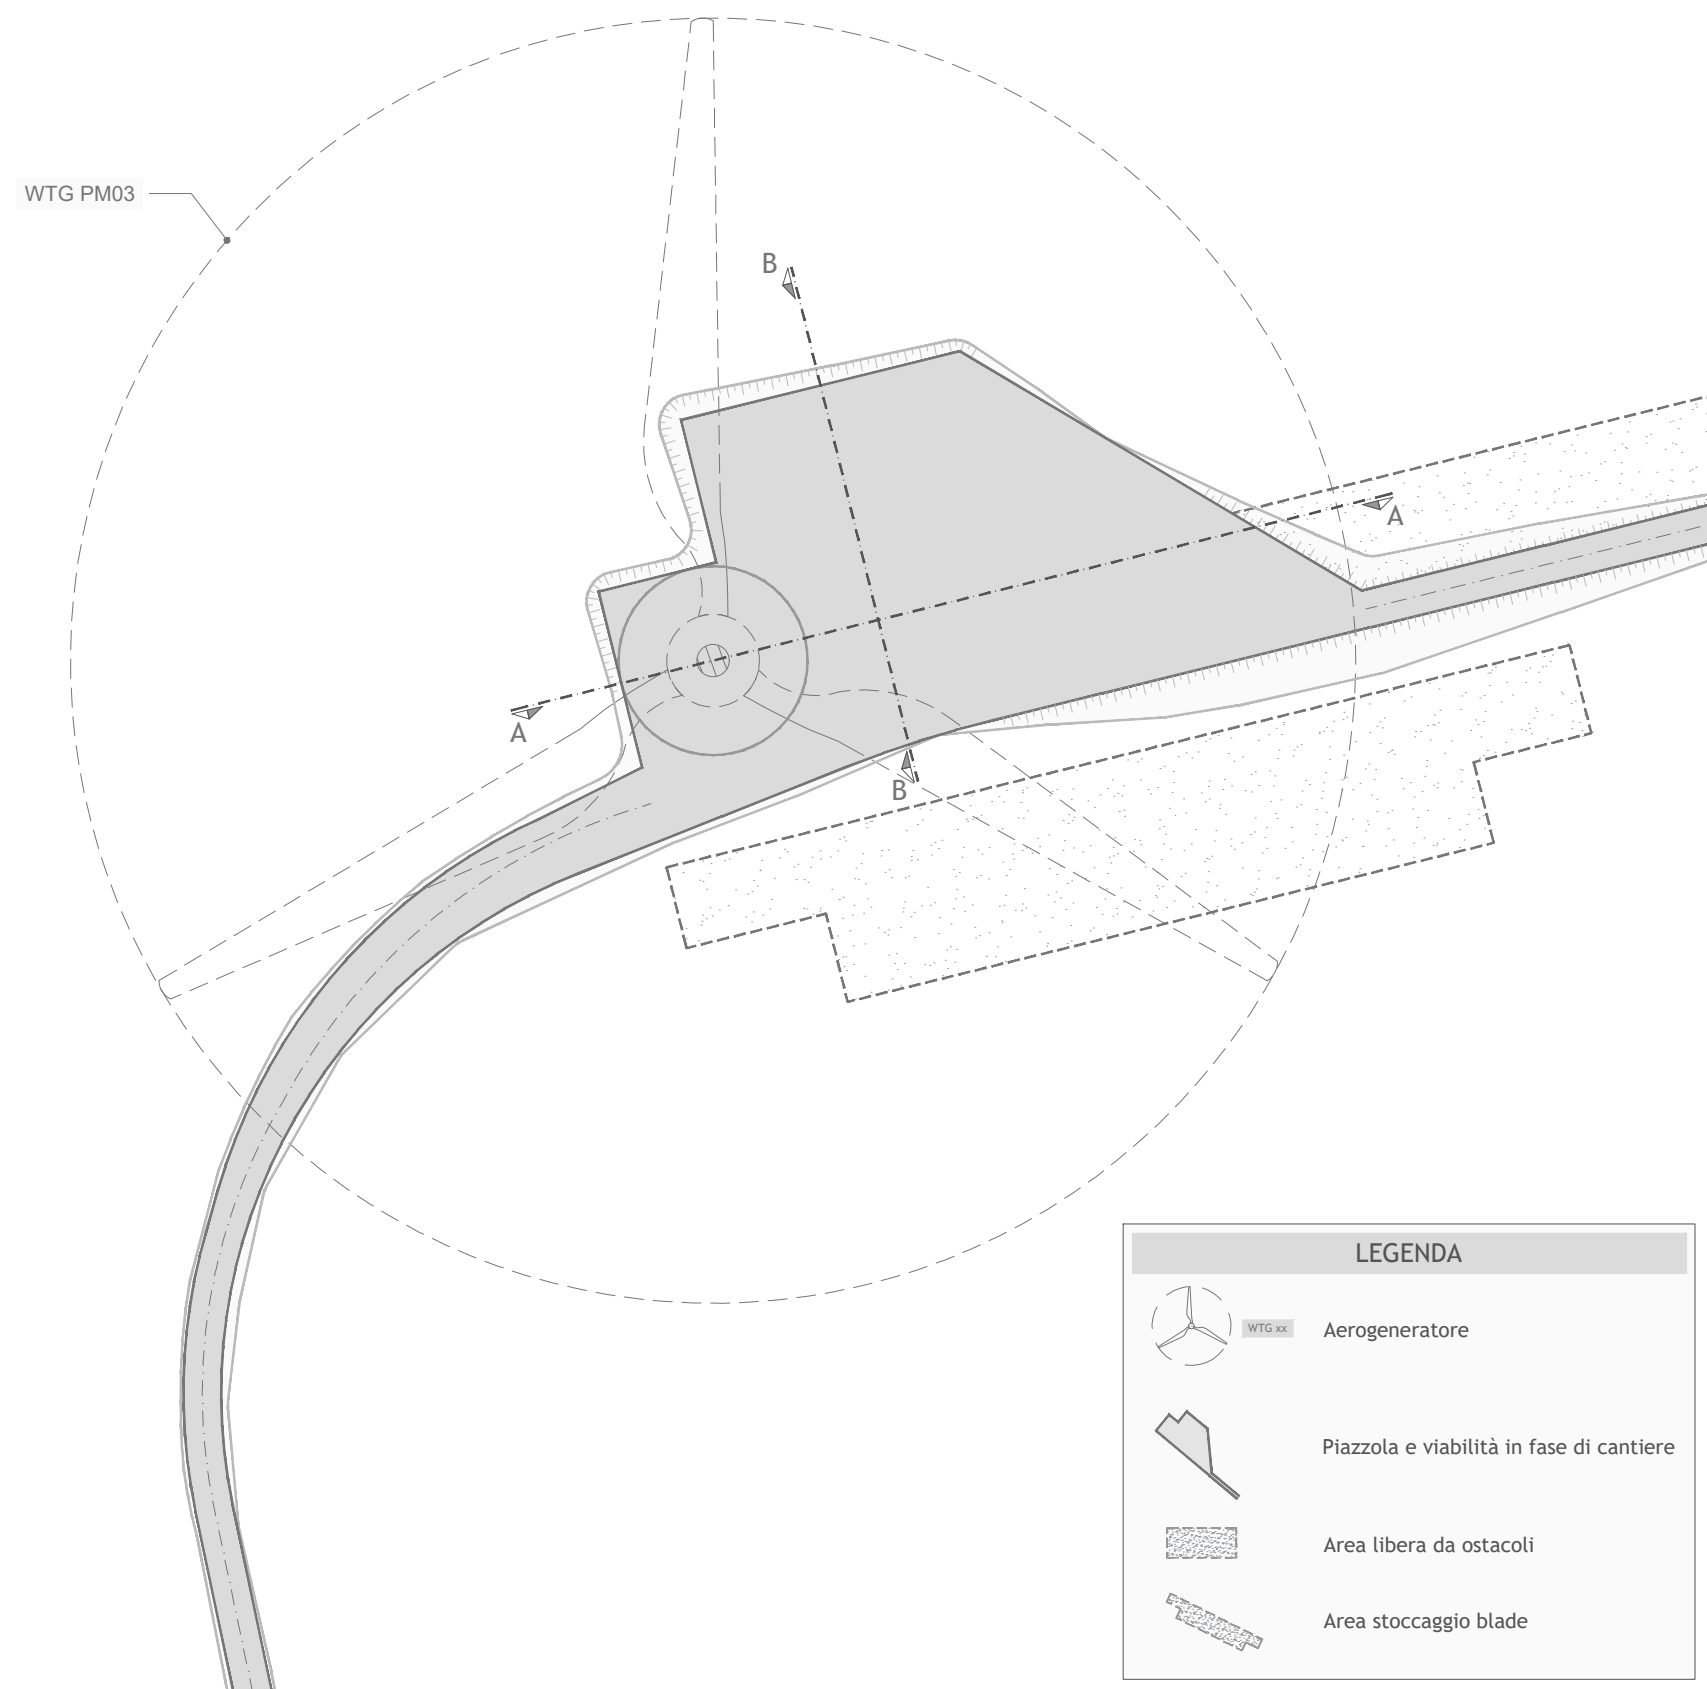 WTG PM03
B
A
A
B
LEGENDA
WTG xx
Aerogeneratore
Piazzola e viabilità in fase di cantiere
Area libera da ostacoli
Area stoccaggio blade